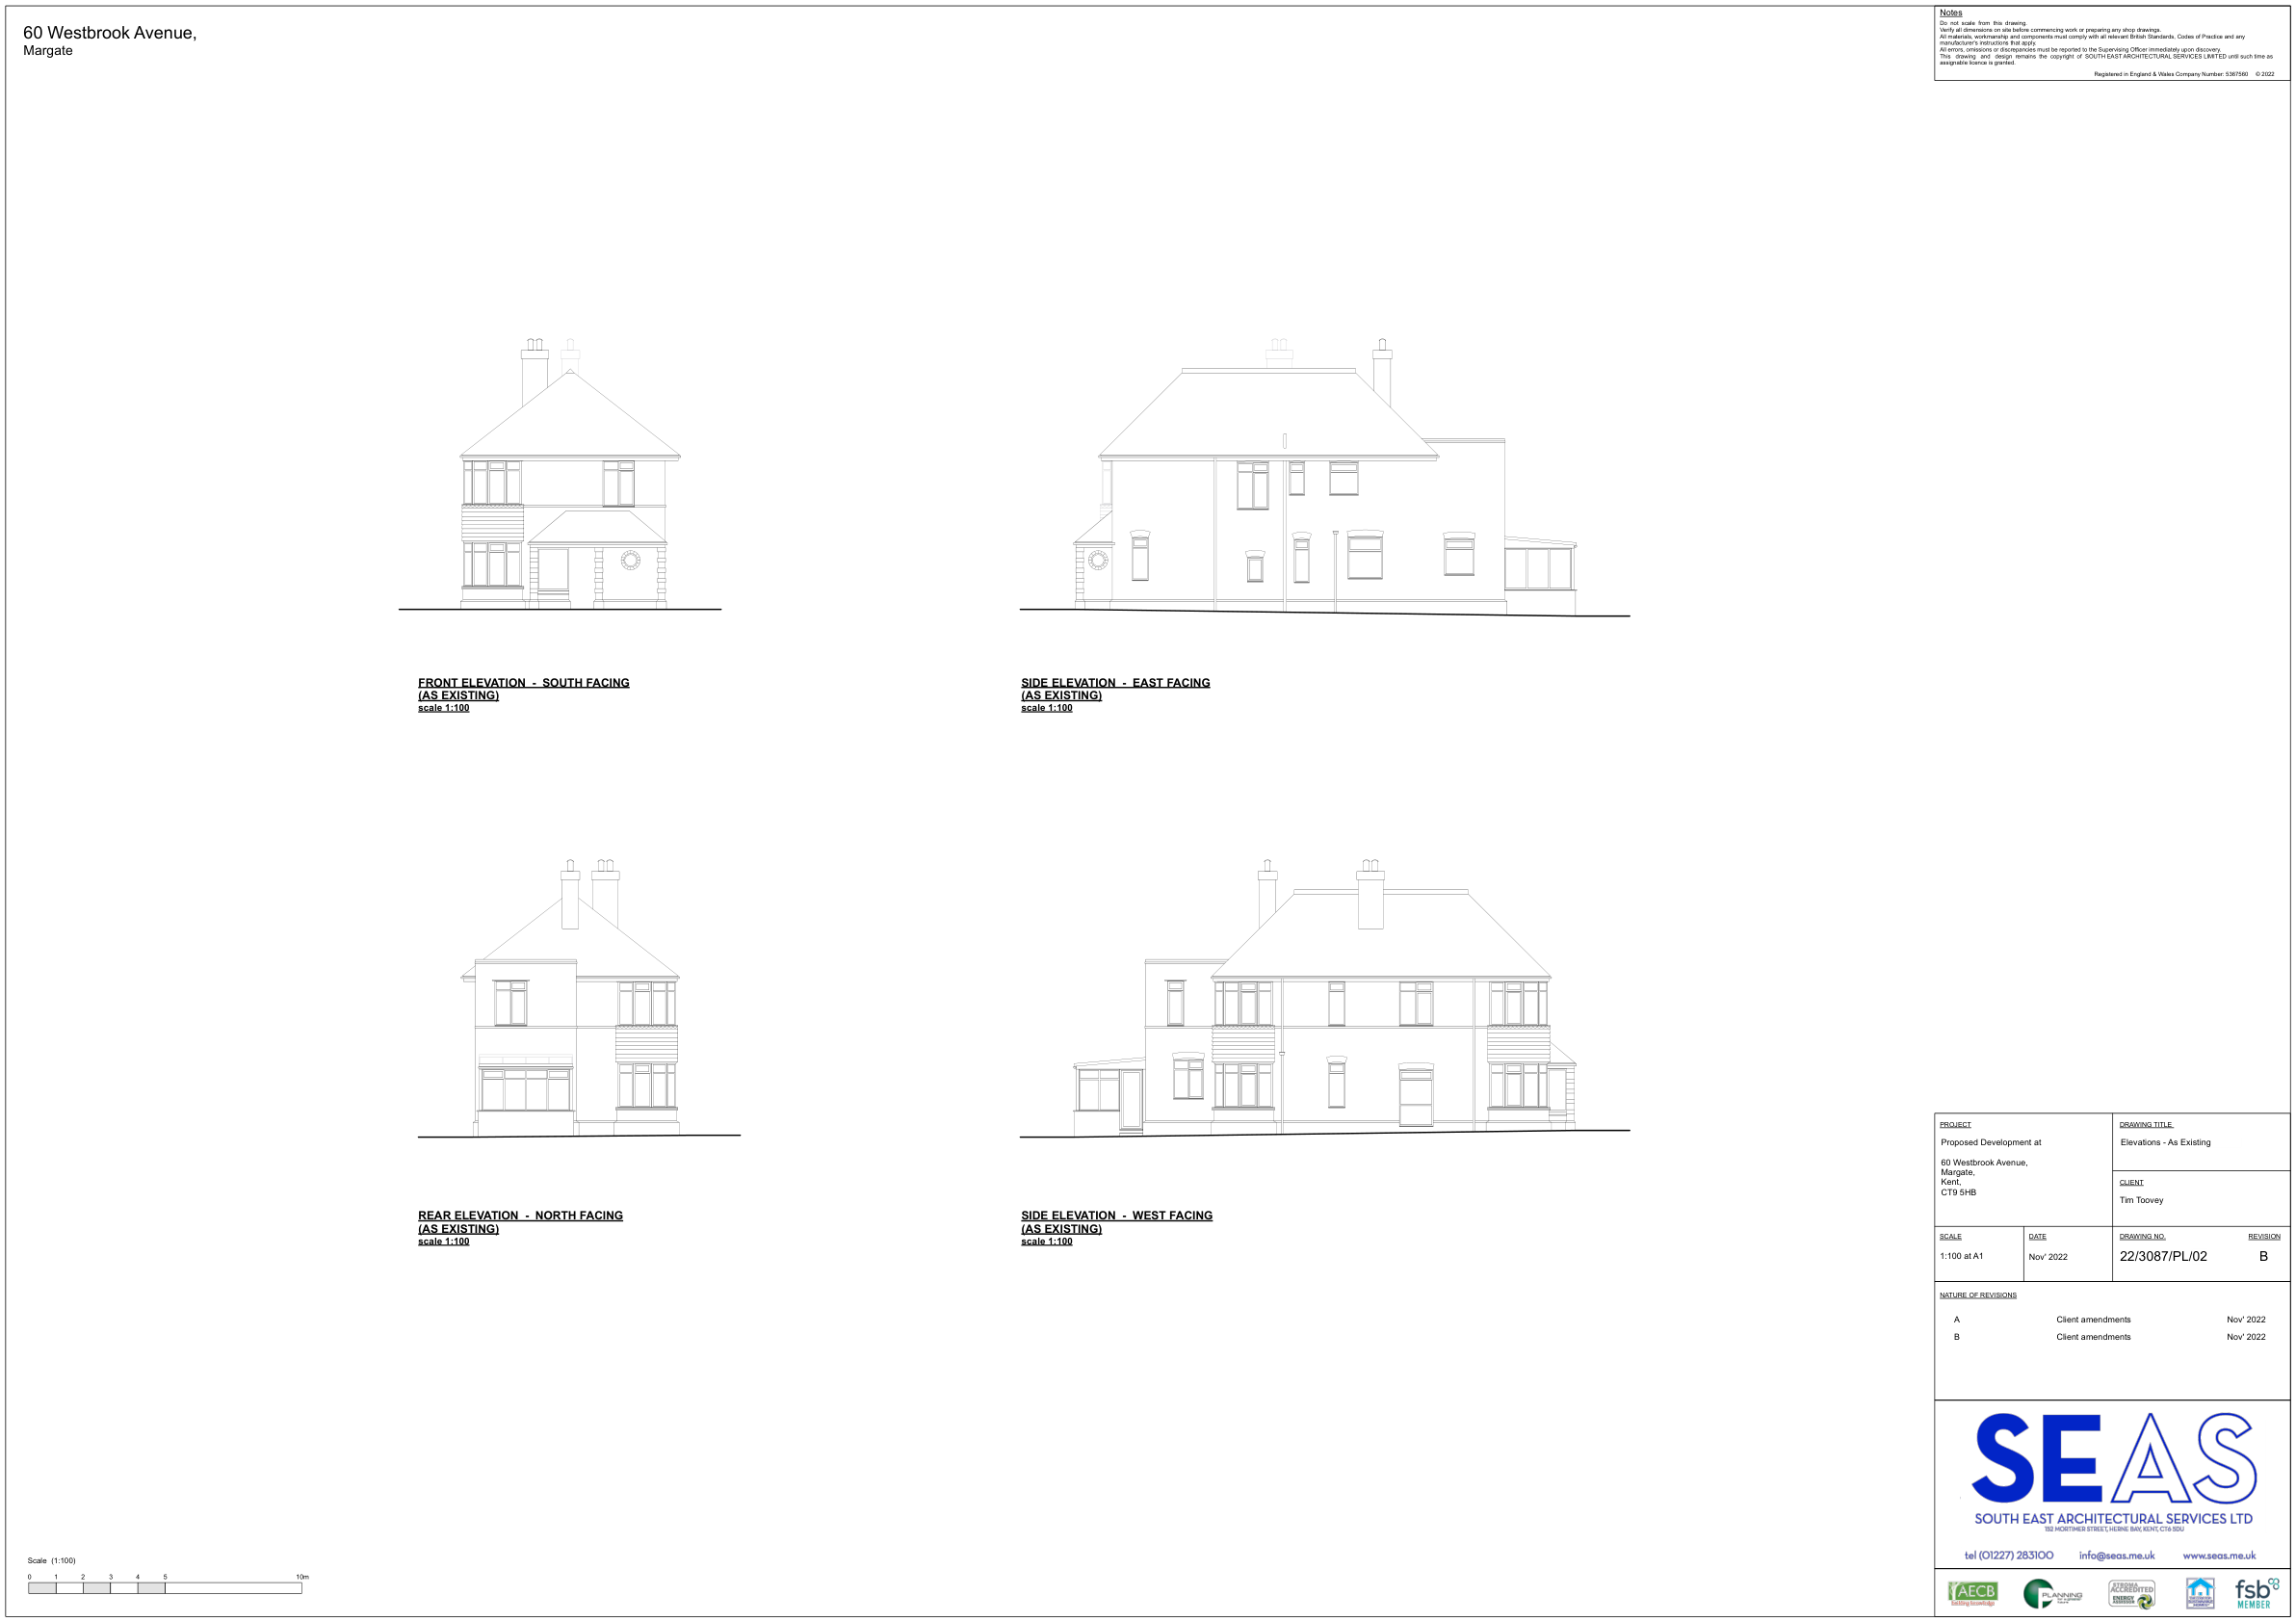 60 Westbrook Avenue,
Margate
Notes
Do not scale from this drawing.
Verify all dimensions on site before commencing work or preparing any shop drawings.
All materials, workmanship and components must comply with all relevant British Standards, Codes of Practice and any
manufacturer's instructions that apply.
All errors, omissions or discrepancies must be reported to the Supervising Officer immediately upon discovery.
This drawing and design remains the copyright of SOUTH EAST ARCHITECTURAL SERVICES LIMITED until such time as
assignable licence is granted.
Registered in England & Wales Company Number: 5367560 © 2022
FRONT ELEVATION - SOUTH FACING
(AS EXISTING)
scale 1:100
SIDE ELEVATION - EAST FACING
(AS EXISTING)
scale 1:100
REAR ELEVATION - NORTH FACING
(AS EXISTING)
scale 1:100
SIDE ELEVATION - WEST FACING
(AS EXISTING)
scale 1:100
PROJECT
Proposed Development at
60 Westbrook Avenue,
Margate,
Kent,
CT9 5HB
DRAWING TITLE
Elevations - As Existing
CLIENT
Tim Toovey
SCALE
1:100 at A1
DATE
Nov' 2022
DRAWING NO.
22/3087/PL/02
REVISION
B
NATURE OF REVISIONS
A Client amendments Nov' 2022
B Client amendments Nov' 2022
SEAS
SOUTH EAST ARCHITECTURAL SERVICES LTD
152 MORTIMER STREET, HERNE BAY, KENT, CT6 5DU
tel (01227) 283100 info@seas.me.uk www.seas.me.uk
AECB
building knowledge
PLANNING
STROMA
ACCREDITED
ENERGY
ASSESSOR
fsb
MEMBER
Scale (1:100)
0 1 2 3 4 5 10m